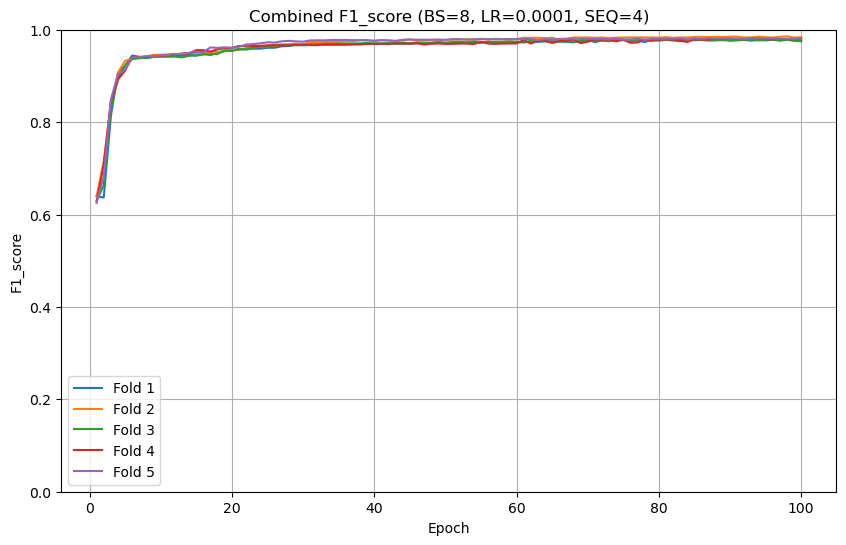 Combined F1_score (BS=8, LR=0.0001, SEQ=4)
1.0
0.8
0.6
0.4
0.2
0.0
F1_score
Fold 1
Fold 2
Fold 3
Fold 4
Fold 5
0 20 40 60 80 100
Epoch